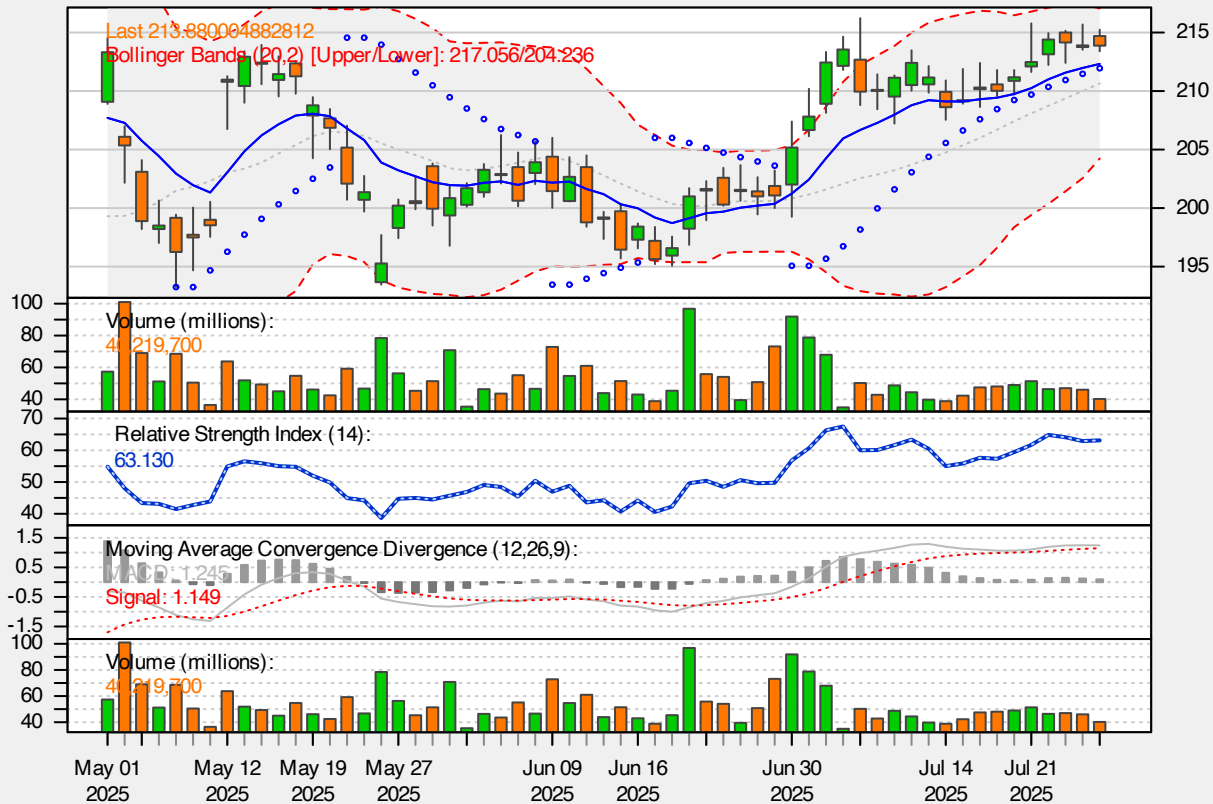 Last 213.880004882812
Bollinger Bands (20,2) [Upper/Lower]: 217.056/204.236
215
210
205
200
195
Volume (millions):
40,219,700
100
80
60
40
Relative Strength Index (14):
63.130
70
60
50
40
Moving Average Convergence Divergence (12,26,9):
MACD: 1.245
Signal: 1.149
1.5
0.5
-0.5
-1.5
Volume (millions):
40,219,700
100
80
60
40
May 01 May 12 May 19 May 27 Jun 09 Jun 16 Jun 30 Jul 14 Jul 21
2025 2025 2025 2025 2025 2025 2025 2025 2025